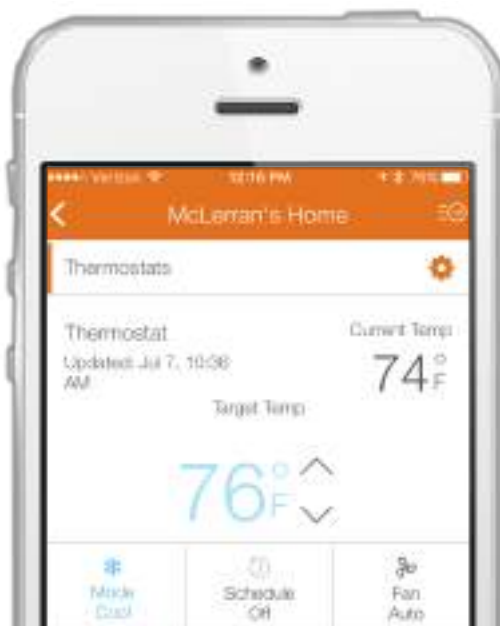 Verizon 12:16 PM
McLerran's Home
Thermostats
Thermostat
Current Temp
Updated: Jul 7, 10:36
AM
74°F
Target Temp
76°F
Mode Schedule Fan
Cool Off Auto